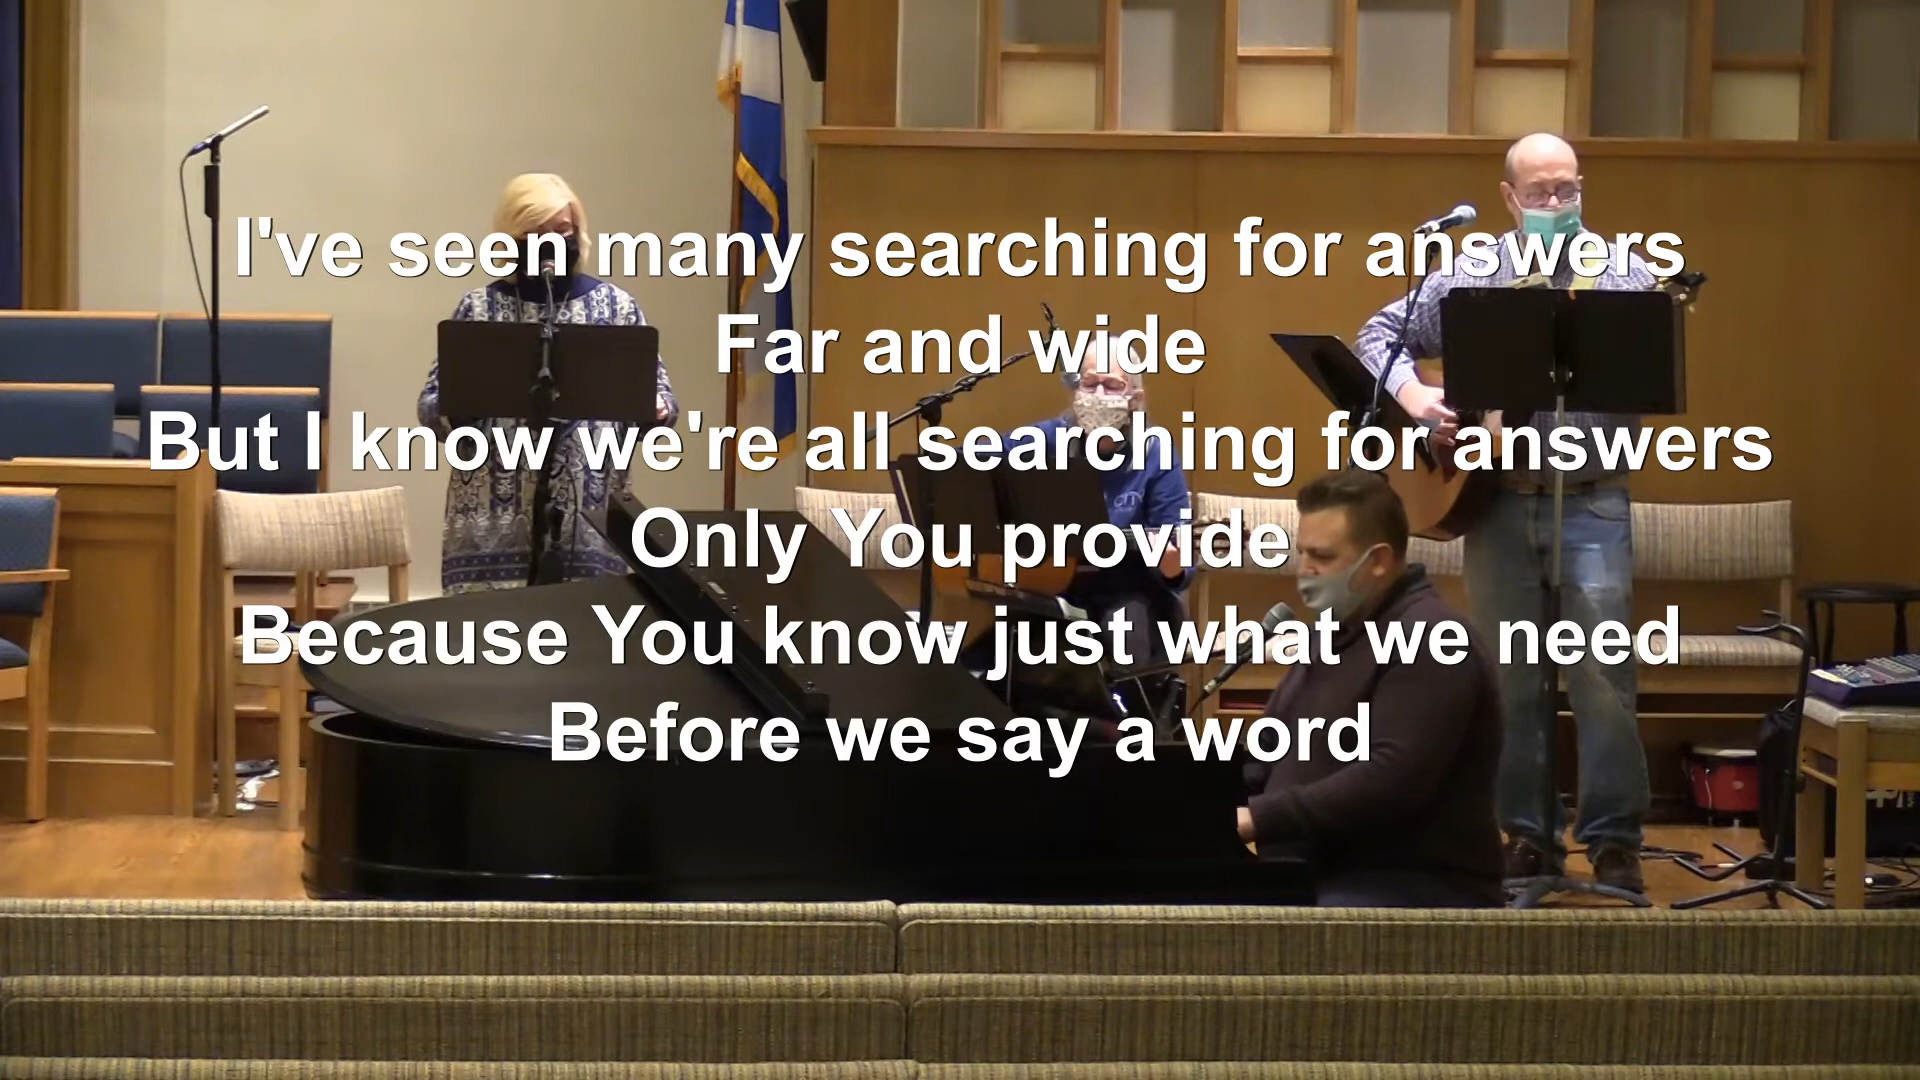 I've seen many searching for answers
Far and wide
But I know we're all searching for answers
Only You provide
Because You know just what we need
Before we say a word
CITY